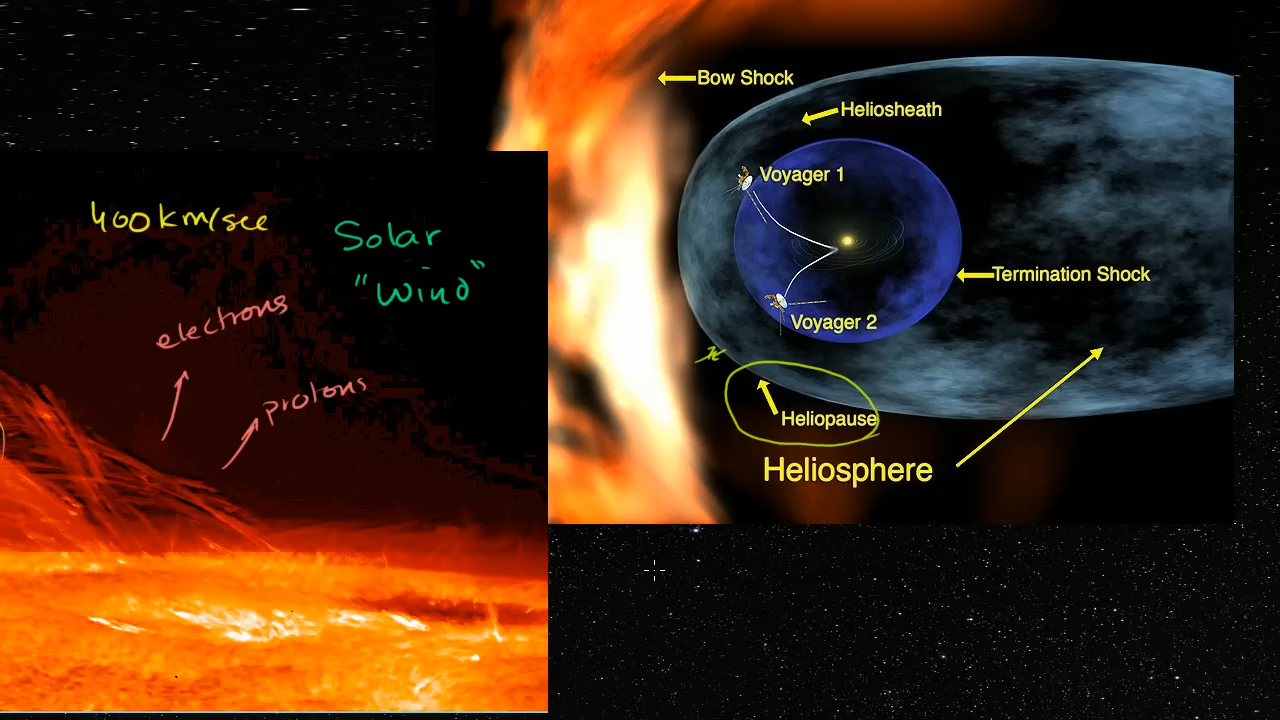 400km/sec
Solar
"Wind"
electrons
protons
Bow Shock
Heliosheath
Voyager 1
Termination Shock
Voyager 2
Heliopause
Heliosphere